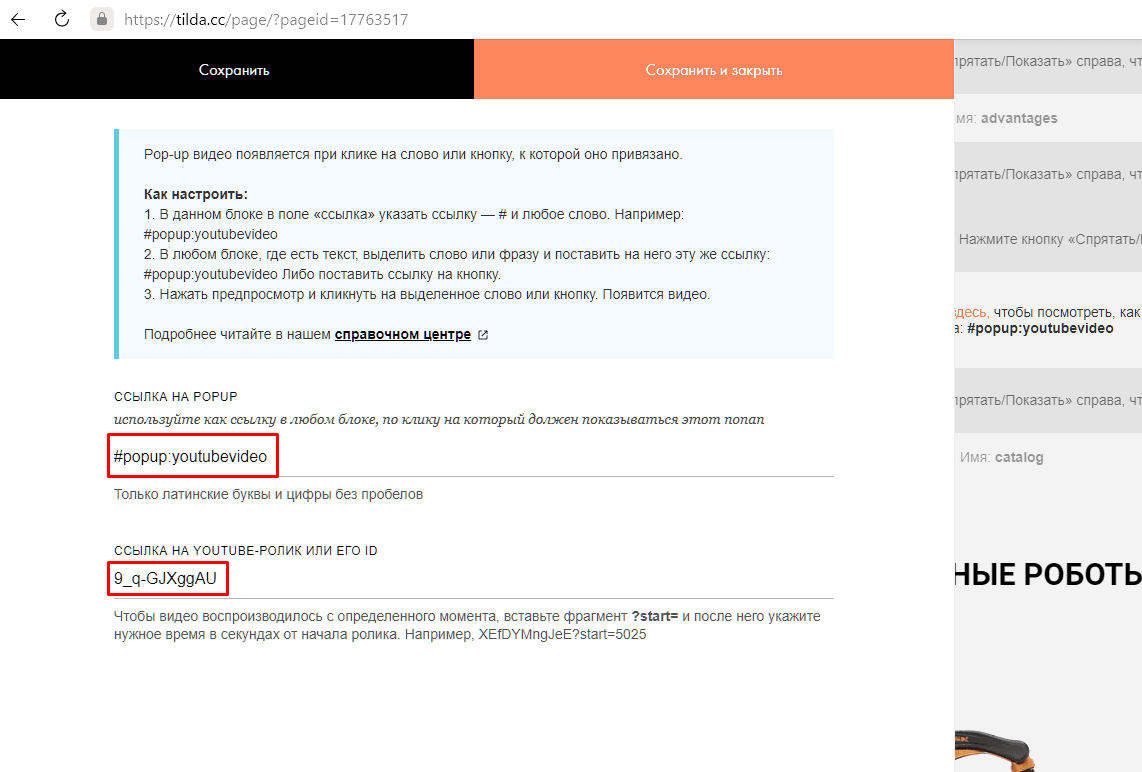 https://tilda.cc/page/?pageid=17763517
Сохранить
Сохранить и закрыть
Pop-up видео появляется при клике на слово или кнопку, к которой оно привязано.
Как настроить:
1. В данном блоке в поле «ссылка» указать ссылку — # и любое слово. Например:
#popup:youtubevideo
2. В любом блоке, где есть текст, выделить слово или фразу и поставить на него эту же ссылку:
#popup:youtubevideo Либо поставить ссылку на кнопку.
3. Нажать предпросмотр и кликнуть на выделенное слово или кнопку. Появится видео.
Подробнее читайте в нашем справочном центре
ССЫЛКА НА POPUP
используйте как ссылку в любом блоке, по клику на который должен показываться этот попап
#popup:youtubevideo
Только латинские буквы и цифры без пробелов
ССЫЛКА НА YOUTUBE-РОЛИК ИЛИ ЕГО ID
9_q-GJXggAU
Чтобы видео воспроизводилось с определенного момента, вставьте фрагмент ?start= и после него укажите
нужное время в секундах от начала ролика. Например, XEfDYMngJeE?start=5025
прятать/Показать» справа, чт
мя: advantages
прятать/Показать» справа, чт
Нажмите кнопку «Спрятать/
здесь, чтобы посмотреть, как
а: #popup:youtubevideo
прятать/Показать» справа, чт
Имя: catalog
НЫЕ РОБОТЬ